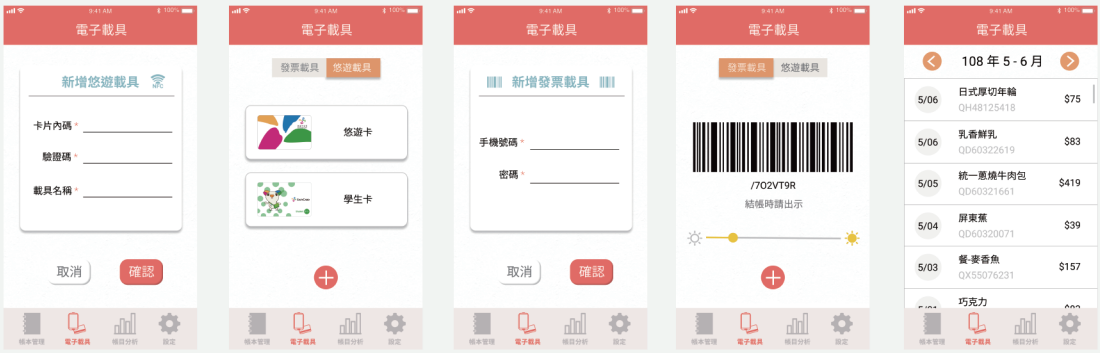 9:41 AM
100%
電子載具
新增悠遊載具
NFC
卡片內碼 *
驗證碼 *
載具名稱 *
取消
確認
帳本管理
電子載具
帳目分析
設定
9:41 AM
100%
電子載具
發票載具
悠遊載具
悠遊卡
學生卡
帳本管理
電子載具
帳目分析
設定
9:41 AM
100%
電子載具
新增發票載具
手機號碼 *
密碼 *
取消
確認
帳本管理
電子載具
帳目分析
設定
9:41 AM
100%
電子載具
發票載具
悠遊載具
/7O2VT9R
結帳時請出示
帳本管理
電子載具
帳目分析
設定
9:41 AM
100%
電子載具
108 年 5 - 6 月
5/06
日式厚切年輪
QH48125418
$75
5/06
乳香鮮乳
QD60322619
$83
5/05
統一蔥燒牛肉包
QD60321661
$419
5/04
屏東蕉
QD60320071
$39
5/03
餐-麥香魚
QX55076231
$157
巧克力
帳本管理
電子載具
帳目分析
設定